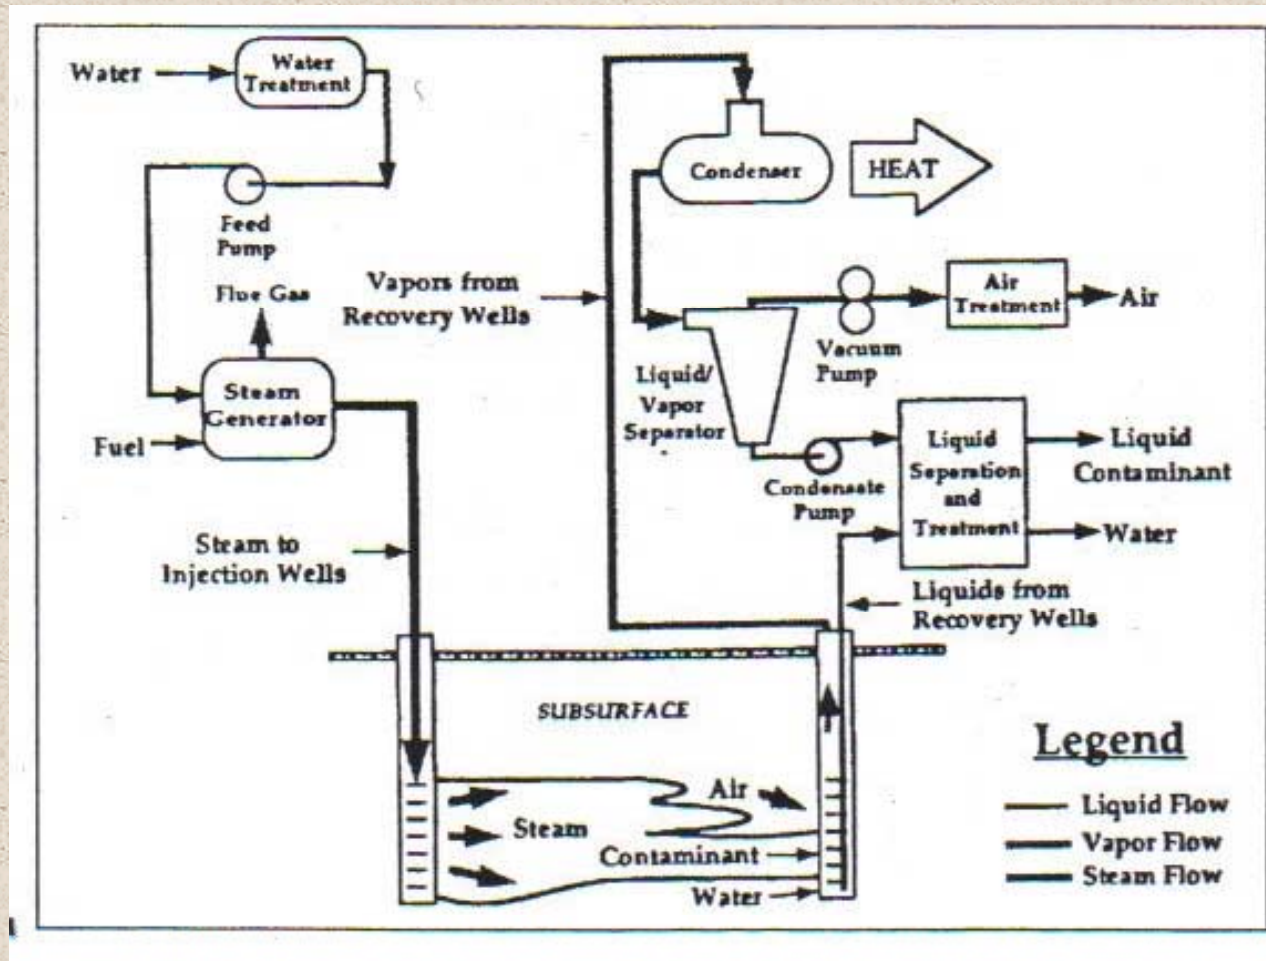 Water
Water
Treatment
Feed
Pump
Flue Gas
Steam
Generator
Fuel
Steam to
Injection Wells
Vapors from
Recovery Wells
Condenser
HEAT
Liquid/
Vapor
Separator
Vacuum
Pump
Air
Treatment
Air
Condensate
Pump
Liquid
Separation
and
Treatment
Liquid
Contaminant
Water
Liquids from
Recovery Wells
SUBSURFACE
Air
Steam
Contaminant
Water
Legend
Liquid Flow
Vapor Flow
Steam Flow